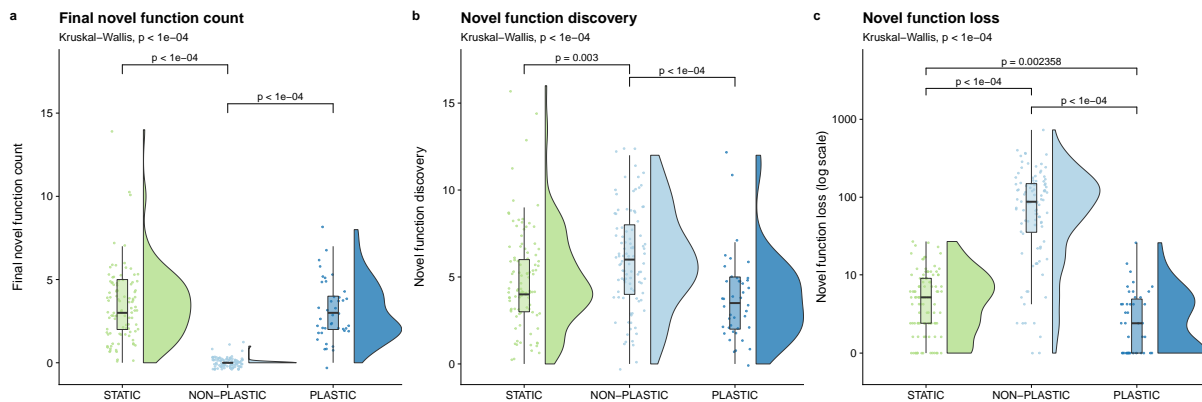 a
Final novel function count
Kruskal−Wallis, p < 1e−04
p < 1e−04
p < 1e−04
Final novel function count
15
10
5
0
STATIC
NON−PLASTIC
PLASTIC
b
Novel function discovery
Kruskal−Wallis, p < 1e−04
p = 0.003
p < 1e−04
Novel function discovery
15
10
5
0
STATIC
NON−PLASTIC
PLASTIC
c
Novel function loss
Kruskal−Wallis, p < 1e−04
p = 0.002358
p < 1e−04
p < 1e−04
Novel function loss (log scale)
1000
100
10
0
STATIC
NON−PLASTIC
PLASTIC